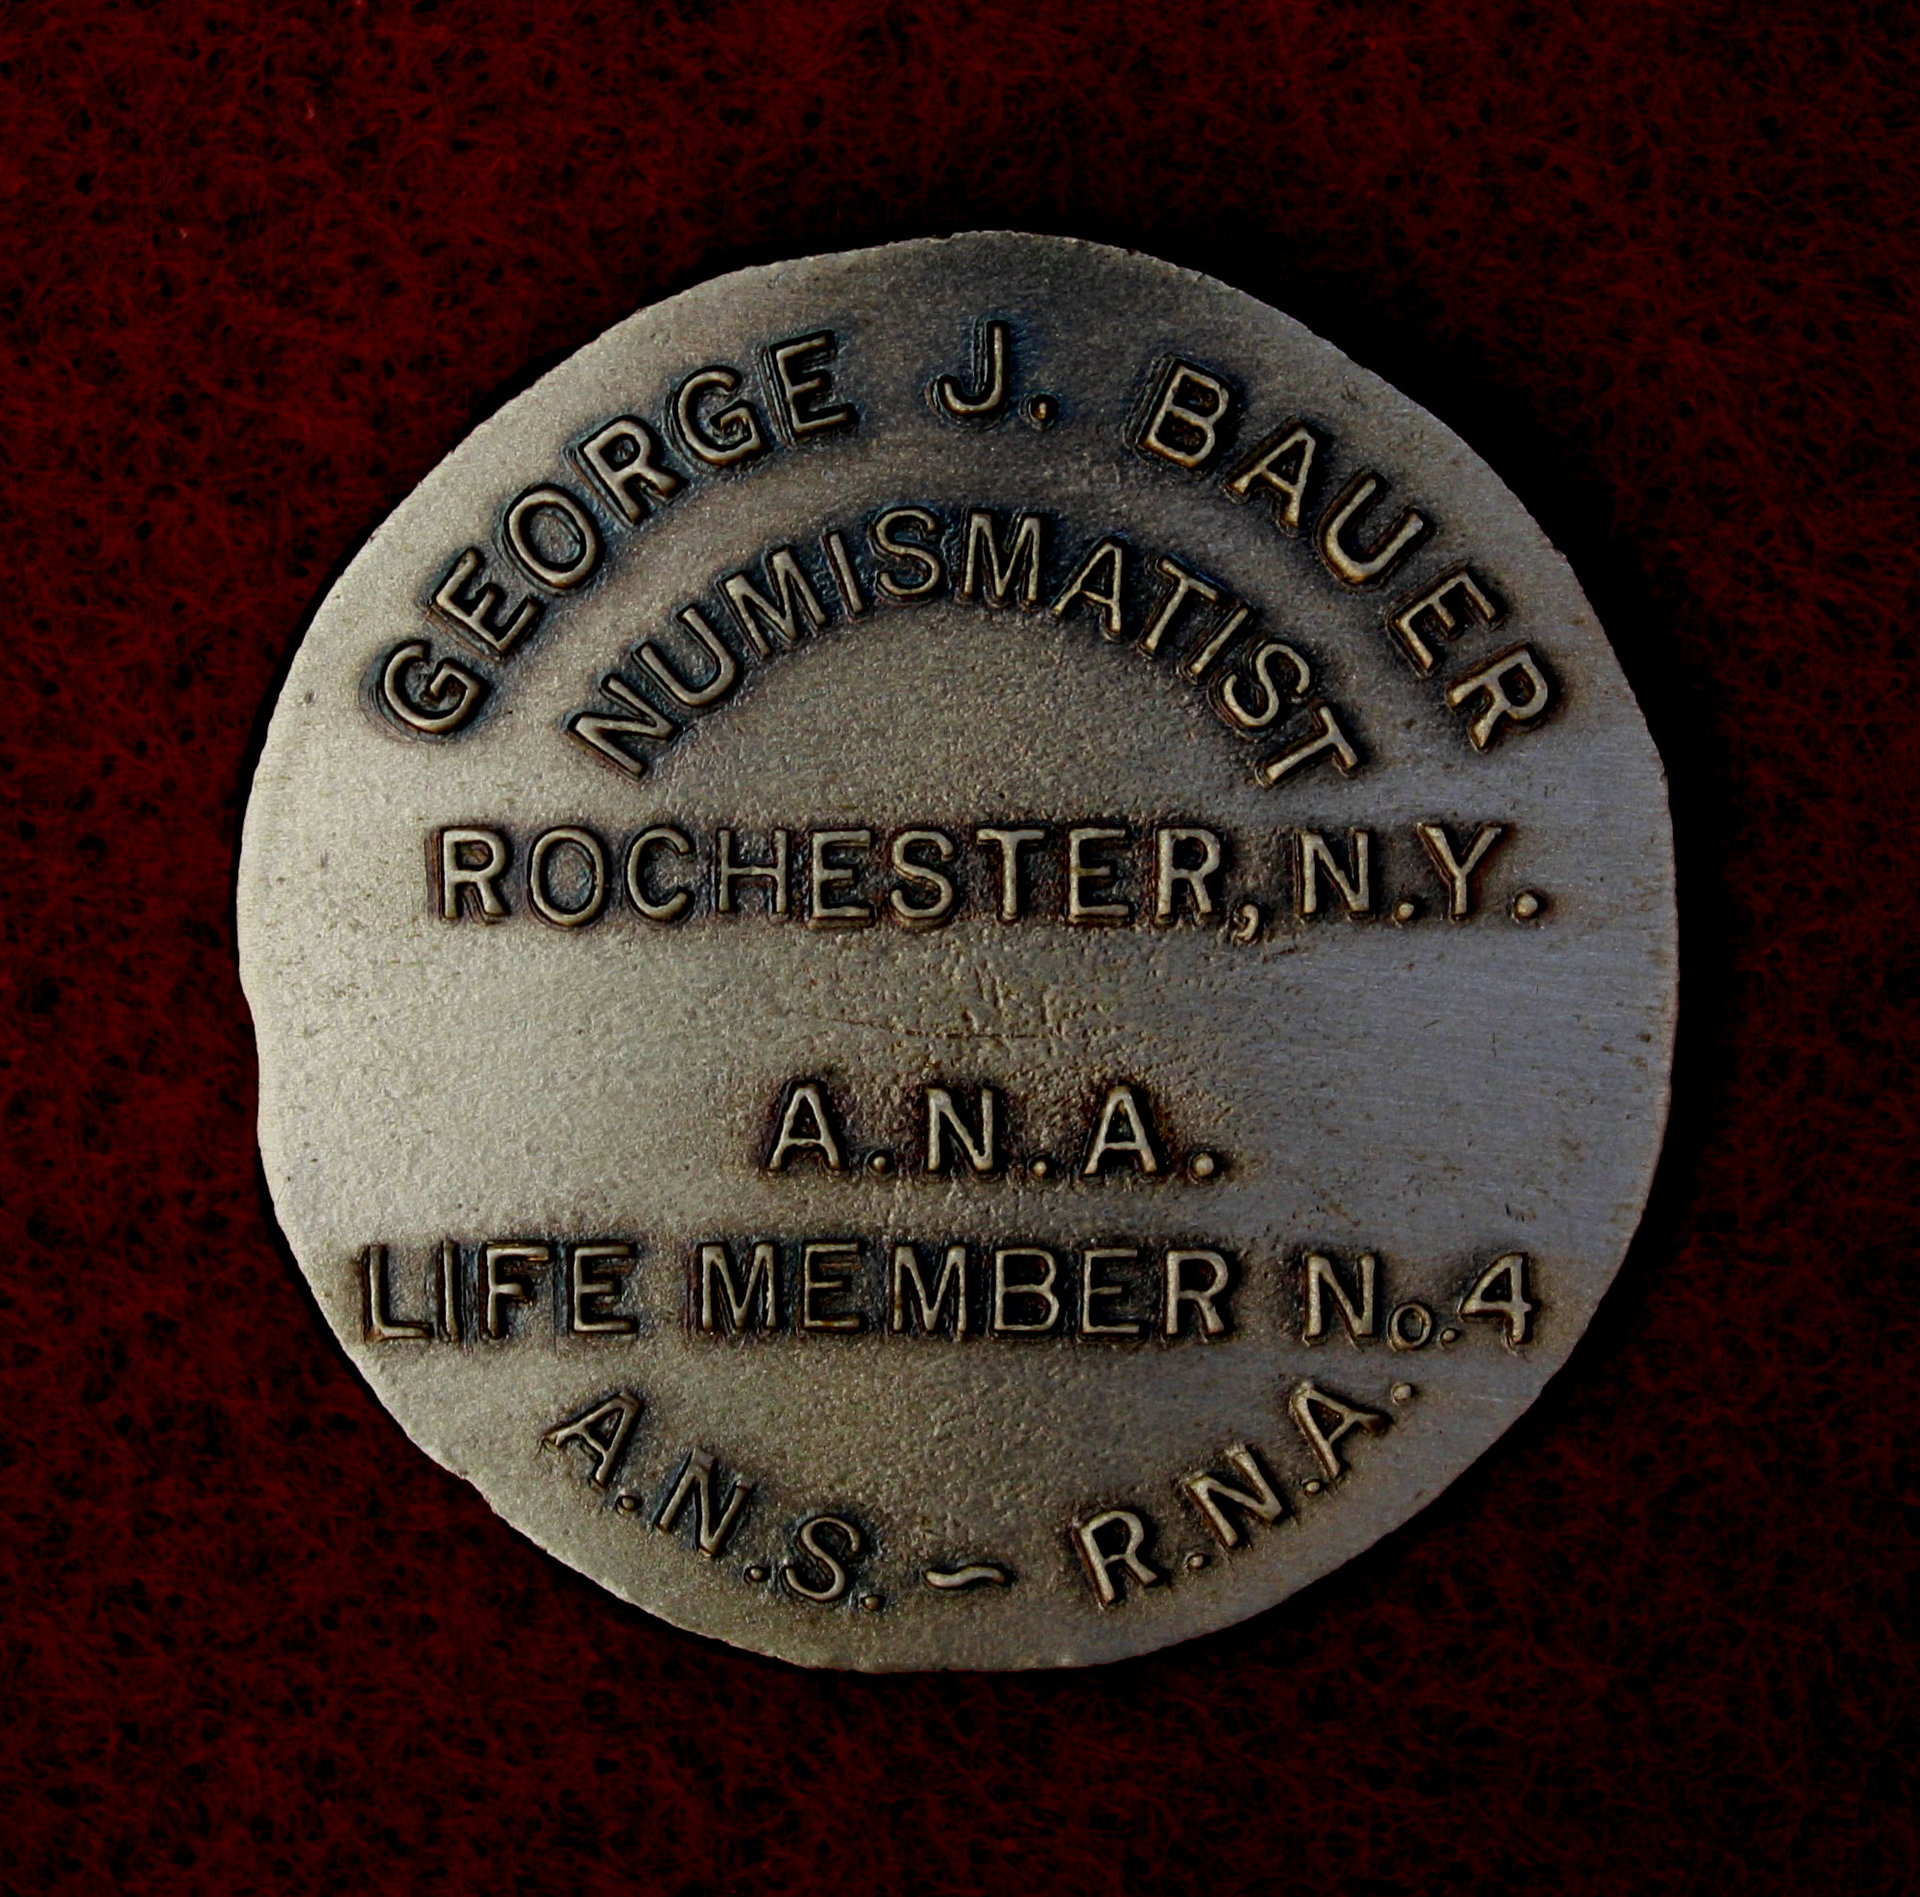 GEORGE J. BAUER
NUMISMATIST
ROCHESTER, N.Y.
A.N.A.
LIFE MEMBER No.4
A.N.S. ~ R.N.A.